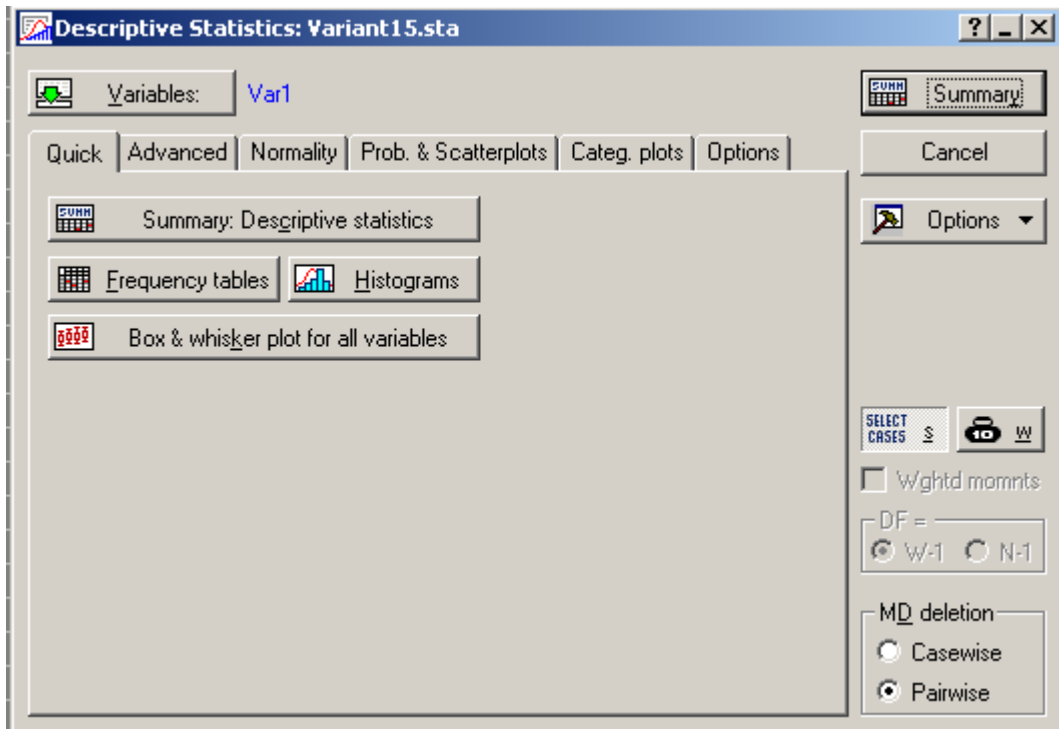 Descriptive Statistics: Variant15.sta
Variables: Var1
Summary
Quick Advanced Normality Prob. & Scatterplots Categ. plots Options
Cancel
SUMM Summary: Descriptive statistics
Options
Frequency tables Histograms
Box & whisker plot for all variables
SELECT CASES S 10 W
Wghtd momnts
DF =
W-1 N-1
MD deletion
Casewise
Pairwise